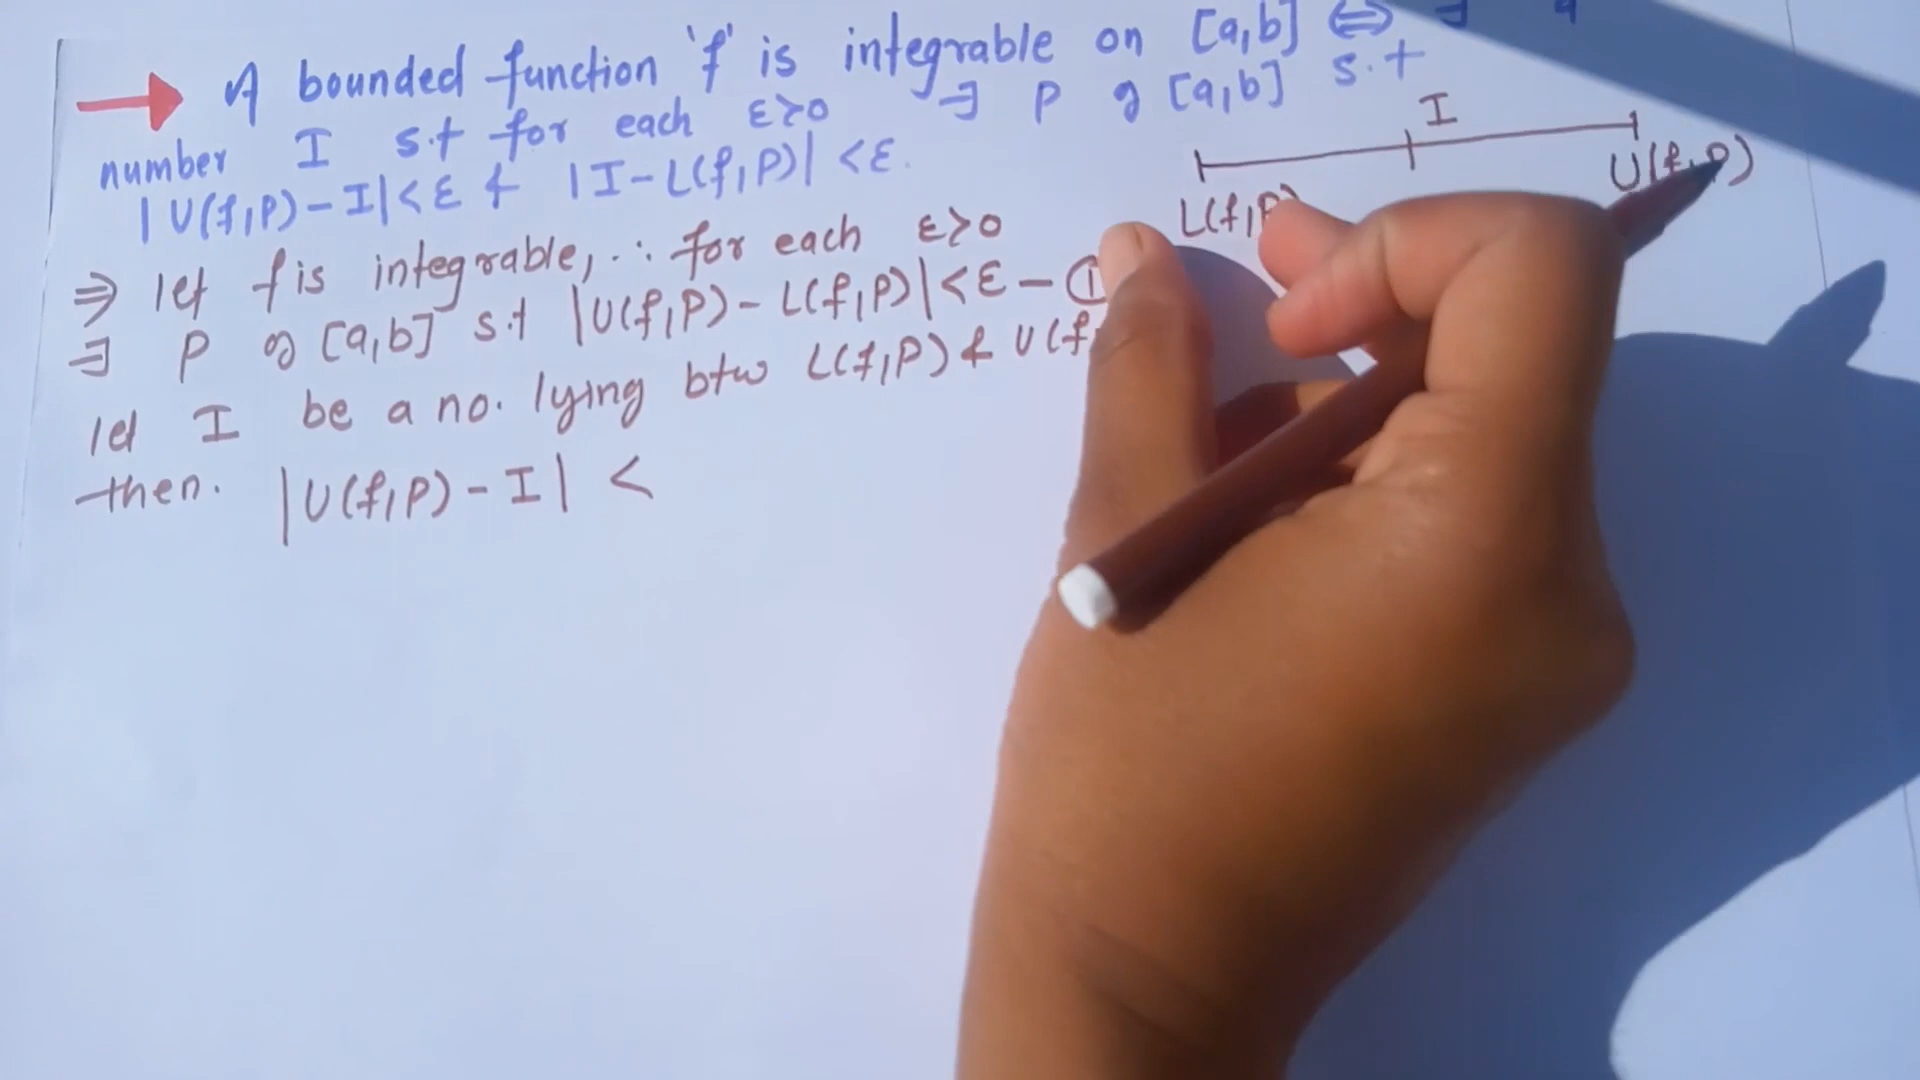 A bounded function 'f' is integrable on [a,b] ⇔ ∃ a
number I s.t for each ε>0 ∃ P of [a,b] s.t
|U(f,P)-I|<ε & |I-L(f,P)|<ε.
I
L(f,P) U(f,P)
⇒ let f is integrable, ∴ for each ε>0
∃ P of [a,b] s.t |U(f,P)-L(f,P)|<ε - ①
let I be a no. lying btw L(f,P) & U(f,
then. |U(f,P)-I| <